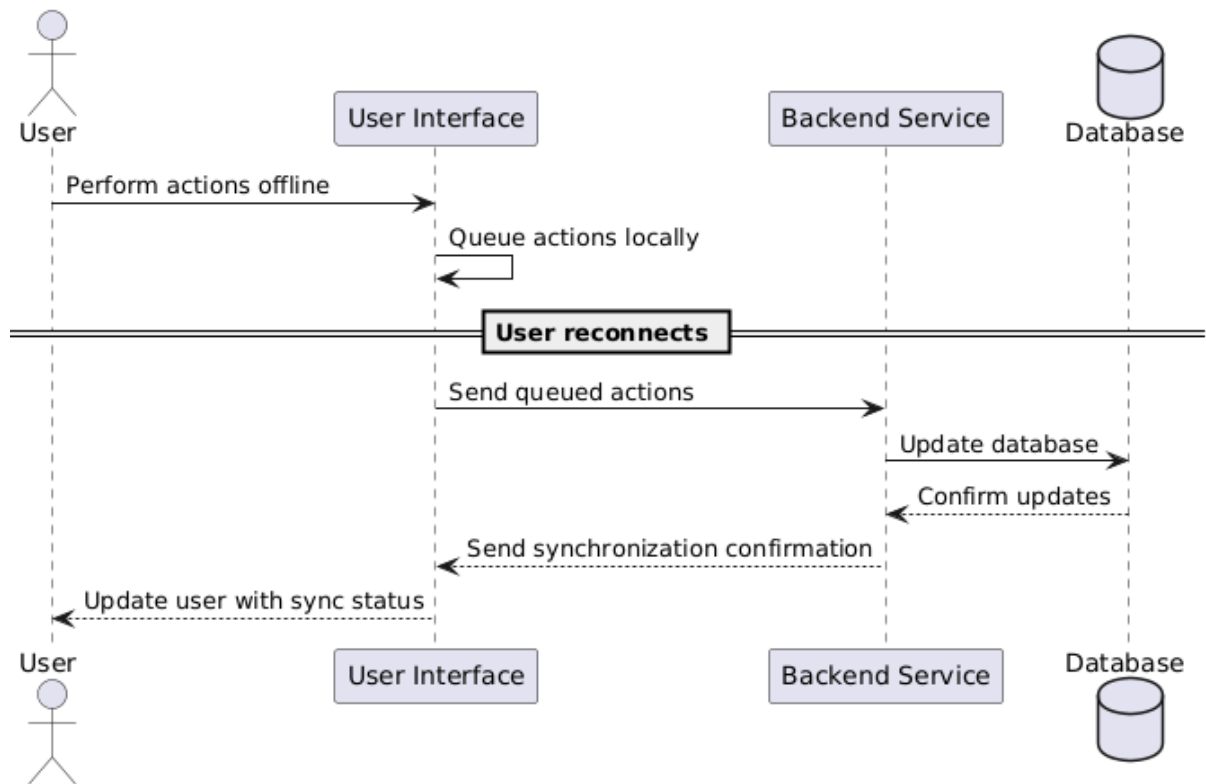 User
User Interface
Backend Service
Database
Perform actions offline
Queue actions locally
User reconnects
Send queued actions
Update database
Confirm updates
Send synchronization confirmation
Update user with sync status
User
User Interface
Backend Service
Database